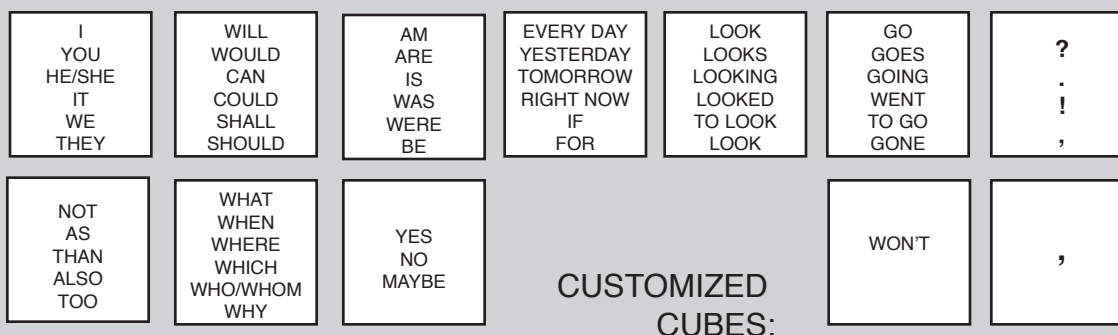 I
YOU
HE/SHE
IT
WE
THEY
WILL
WOULD
CAN
COULD
SHALL
SHOULD
AM
ARE
IS
WAS
WERE
BE
EVERY DAY
YESTERDAY
TOMORROW
RIGHT NOW
IF
FOR
LOOK
LOOKS
LOOKING
LOOKED
TO LOOK
LOOK
GO
GOES
GOING
WENT
TO GO
GONE
?
.
!
,
NOT
AS
THAN
ALSO
TOO
WHAT
WHEN
WHERE
WHICH
WHO/WHOM
WHY
YES
NO
MAYBE
CUSTOMIZED
CUBES:
WON'T
,